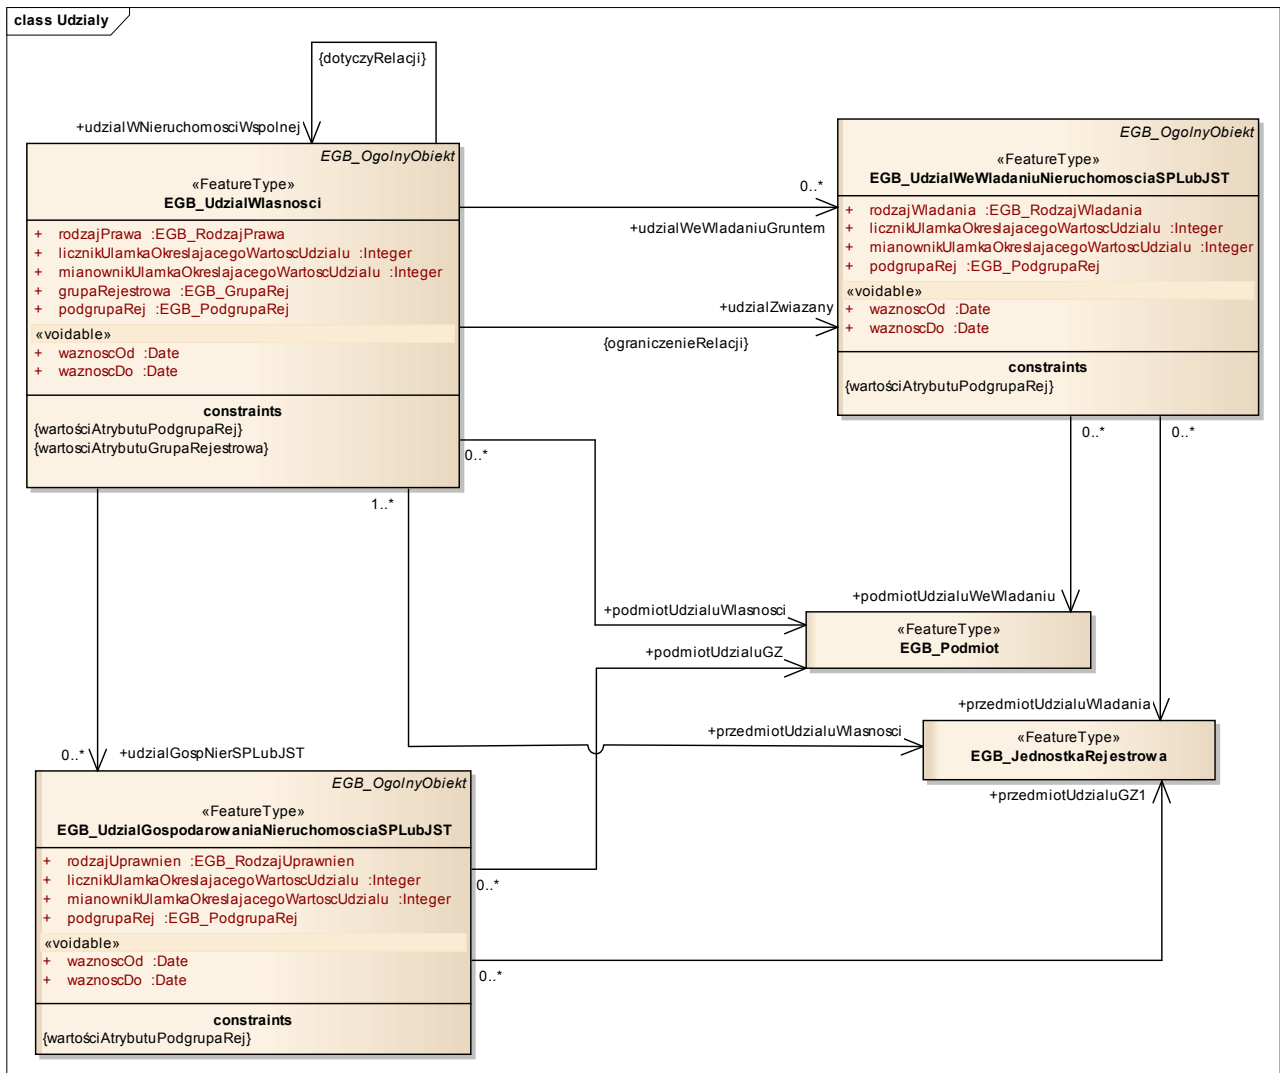 class Udzialy
{dotyczyRelacji}
+udzialWNieruchomosciWspolnej
EGB_OgolnyObiekt
«FeatureType»
EGB_UdzialWlasnosci
+ rodzajPrawa :EGB_RodzajPrawa
+ licznikUlamkaOkreslajacegoWartoscUdzialu :Integer
+ mianownikUlamkaOkreslajacegoWartoscUdzialu :Integer
+ grupaRejestrowa :EGB_GrupaRej
+ podgrupaRej :EGB_PodgrupaRej
«voidable»
+ waznoscOd :Date
+ waznoscDo :Date
constraints
{wartościAtrybutuPodgrupaRej}
{wartosciAtrybutuGrupaRejestrowa}
0..*
+udzialWeWladaniuGruntem
+udzialZwiazany
{ograniczenieRelacji}
EGB_OgolnyObiekt
«FeatureType»
EGB_UdzialWeWladaniuNieruchomosciaSPLubJST
+ rodzajWladania :EGB_RodzajWladania
+ licznikUlamkaOkreslajacegoWartoscUdzialu :Integer
+ mianownikUlamkaOkreslajacegoWartoscUdzialu :Integer
+ podgrupaRej :EGB_PodgrupaRej
«voidable»
+ waznoscOd :Date
+ waznoscDo :Date
constraints
{wartościAtrybutuPodgrupaRej}
0..*
0..*
0..*
1..*
+podmiotUdzialuWeWladaniu
+podmiotUdzialuWlasnosci
«FeatureType»
EGB_Podmiot
+podmiotUdzialuGZ
+przedmiotUdzialuWladania
+przedmiotUdzialuWlasnosci
«FeatureType»
EGB_JednostkaRejestrowa
+przedmiotUdzialuGZ1
0..*
+udzialGospNierSPLubJST
EGB_OgolnyObiekt
«FeatureType»
EGB_UdzialGospodarowaniaNieruchomosciaSPLubJST
+ rodzajUprawnien :EGB_RodzajUprawnien
+ licznikUlamkaOkreslajacegoWartoscUdzialu :Integer
+ mianownikUlamkaOkreslajacegoWartoscUdzialu :Integer
+ podgrupaRej :EGB_PodgrupaRej
«voidable»
+ waznoscOd :Date
+ waznoscDo :Date
constraints
{wartościAtrybutuPodgrupaRej}
0..*
0..*